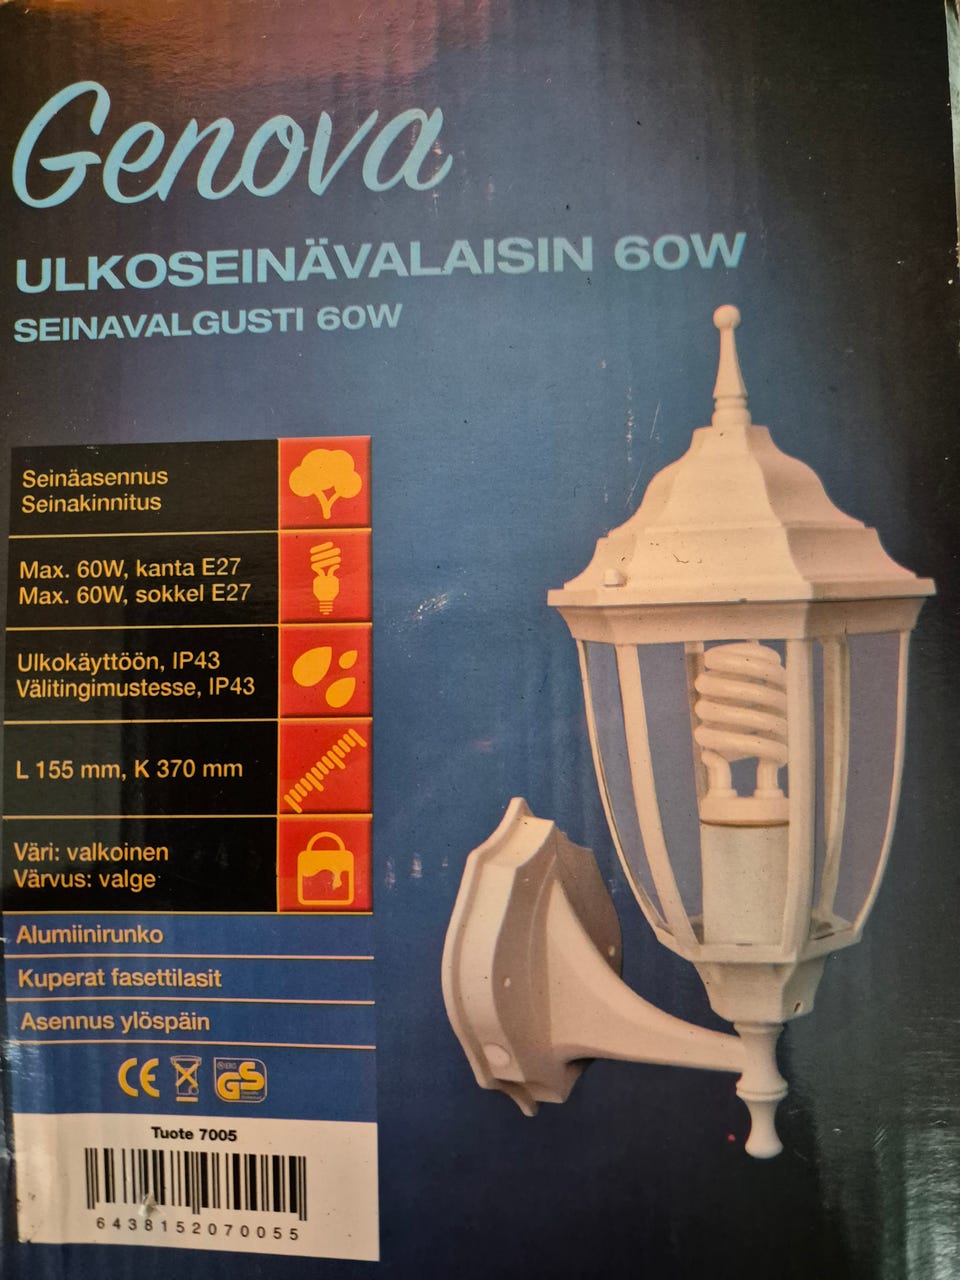 Genova
ULKOSEINÄVALAISIN 60W
SEINAVALGUSTI 60W
Seinäasennus
Seinakinnitus
Max. 60W, kanta E27
Max. 60W, sokkel E27
Ulkokäyttöön, IP43
Välitingimustesse, IP43
L 155 mm, K 370 mm
Väri: valkoinen
Värvus: valge
Alumiinirunko
Kuperat fasettilasit
Asennus ylöspäin
CE
GS
Tuote 7005
6438152070055